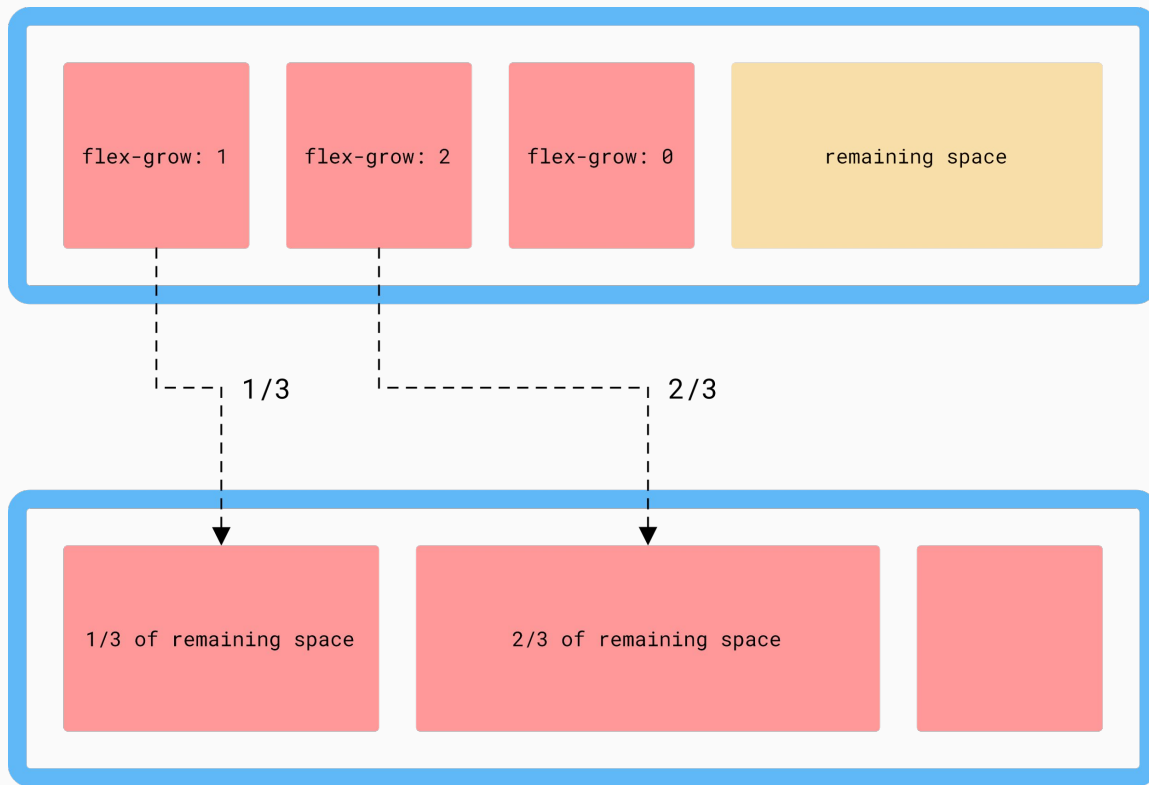 flex-grow: 1
flex-grow: 2
flex-grow: 0
remaining space
1/3
2/3
1/3 of remaining space
2/3 of remaining space